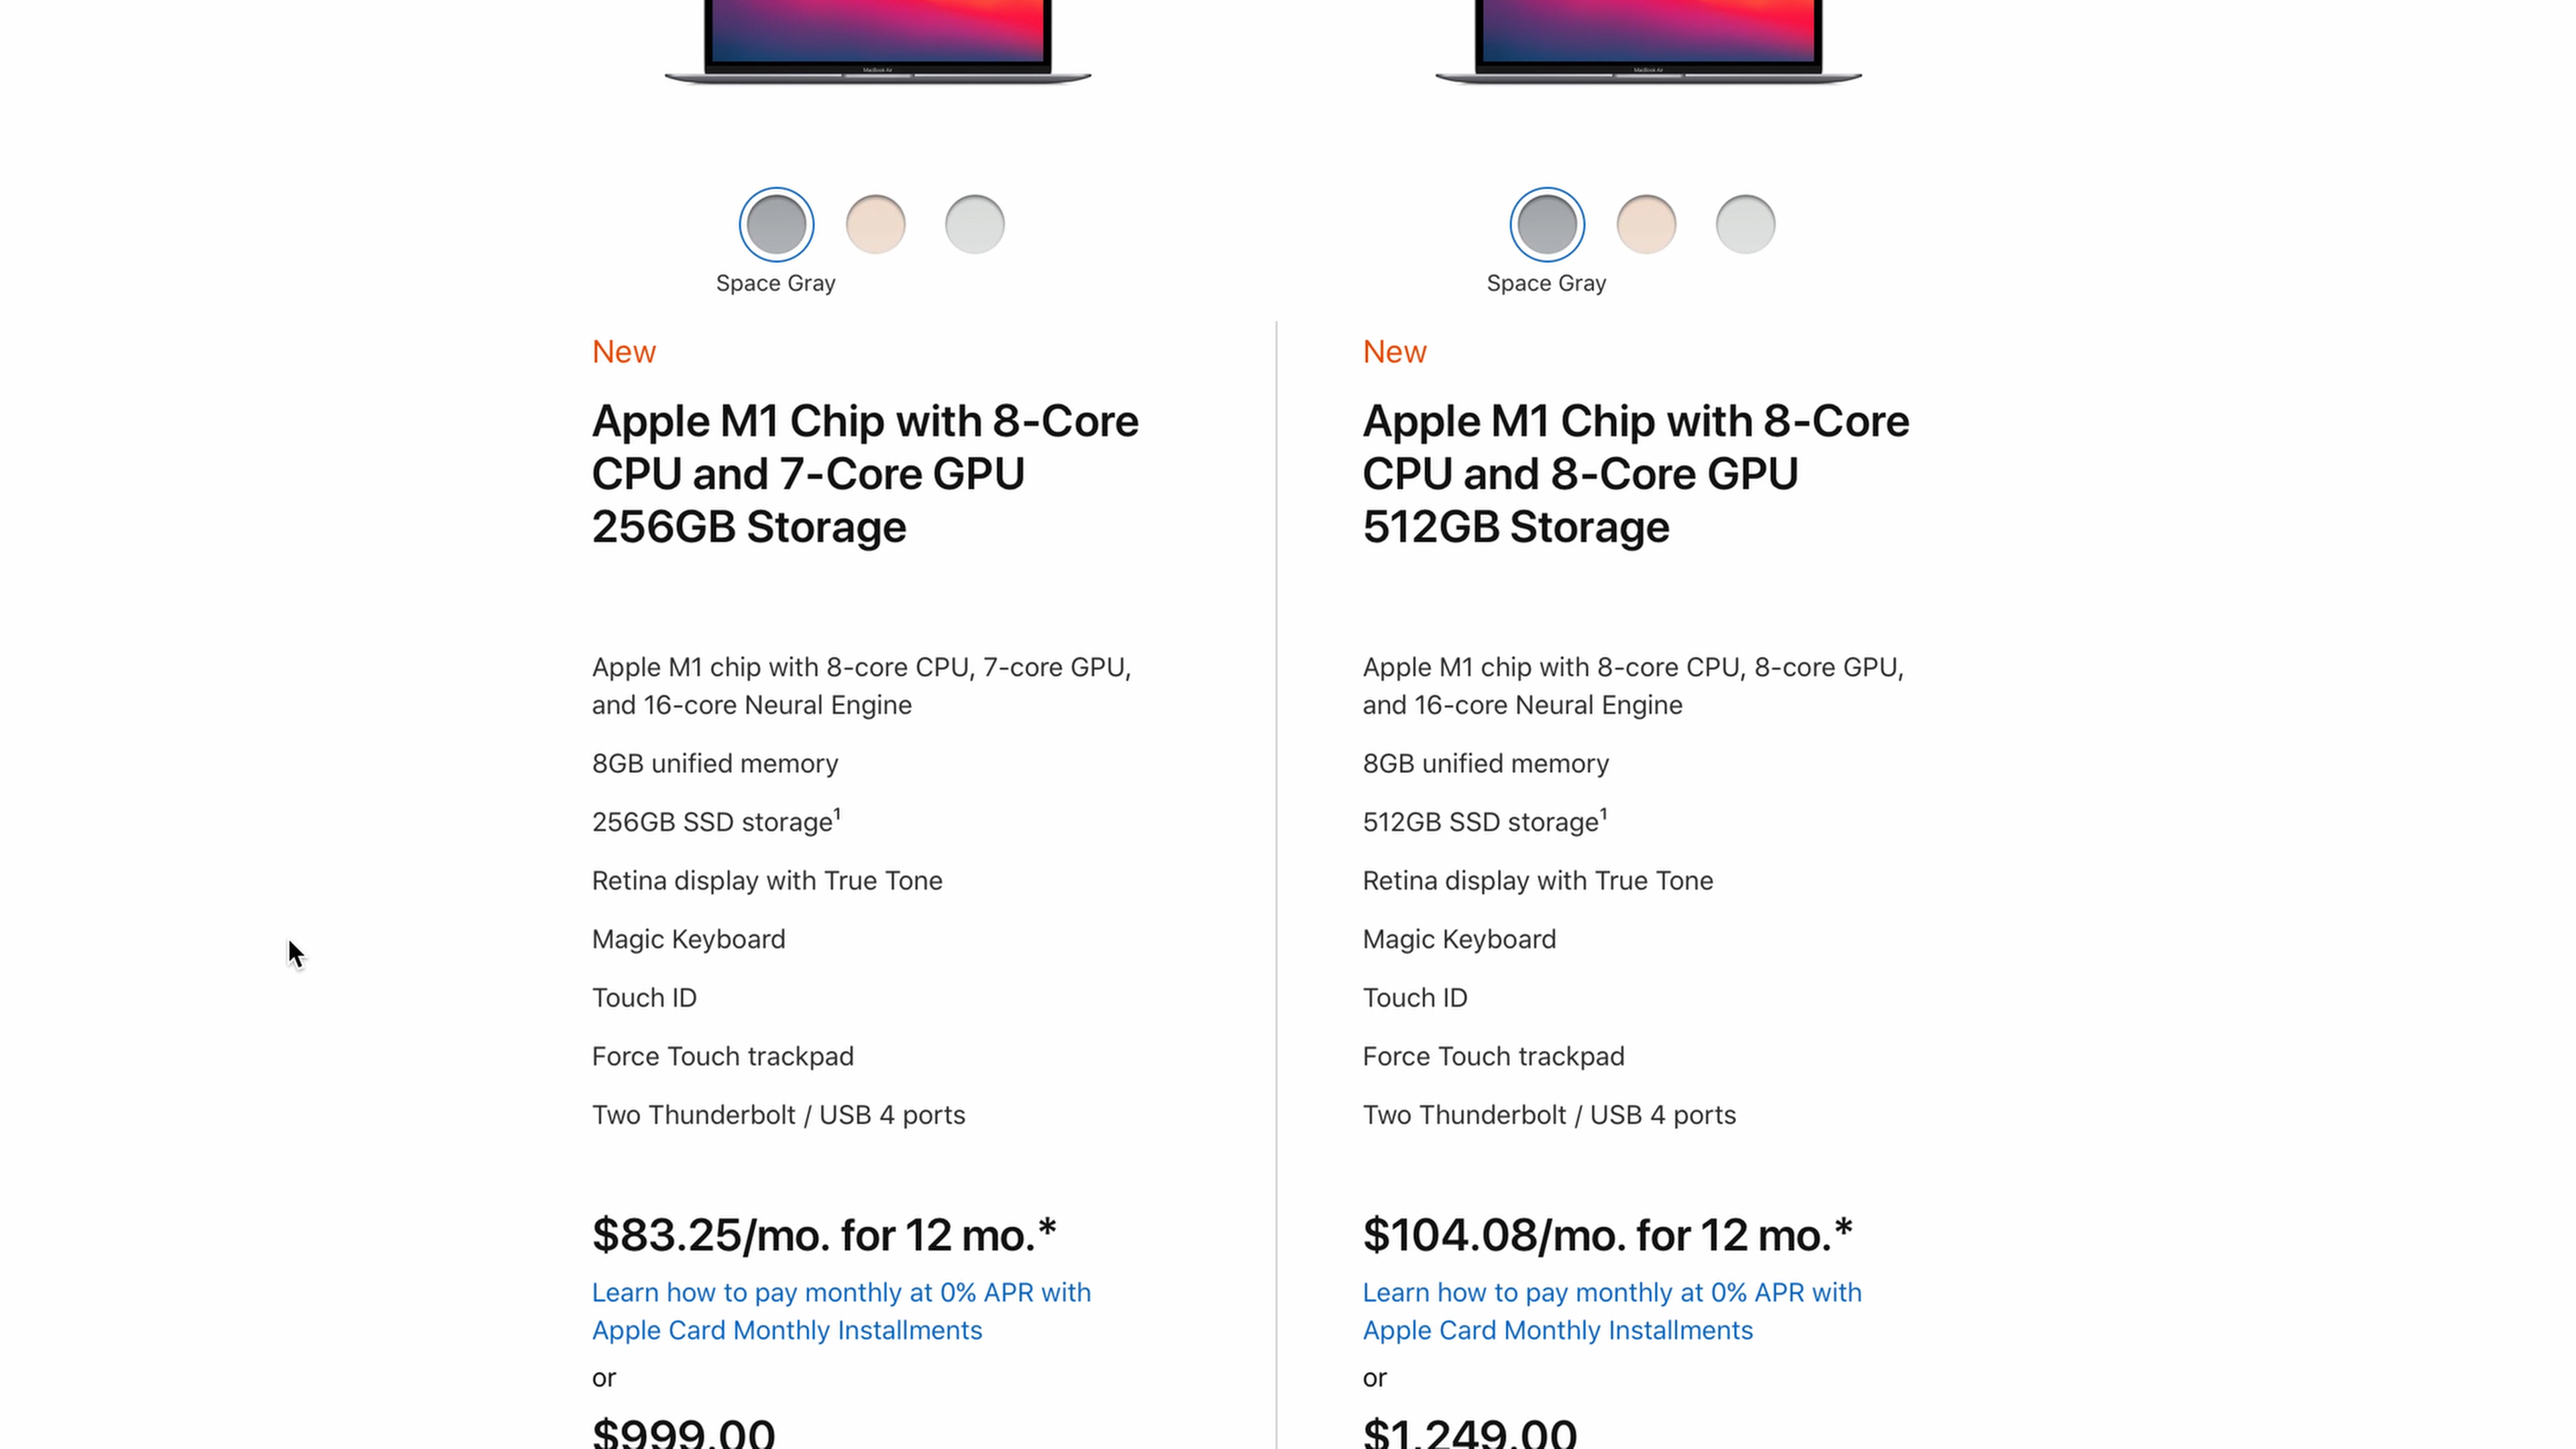 MacBook Air
MacBook Air
Space Gray
Space Gray
New
Apple M1 Chip with 8-Core
CPU and 7-Core GPU
256GB Storage
Apple M1 chip with 8-core CPU, 7-core GPU,
and 16-core Neural Engine
8GB unified memory
256GB SSD storage¹
Retina display with True Tone
Magic Keyboard
Touch ID
Force Touch trackpad
Two Thunderbolt / USB 4 ports
$83.25/mo. for 12 mo.*
Learn how to pay monthly at 0% APR with
Apple Card Monthly Installments
or
$999.00
New
Apple M1 Chip with 8-Core
CPU and 8-Core GPU
512GB Storage
Apple M1 chip with 8-core CPU, 8-core GPU,
and 16-core Neural Engine
8GB unified memory
512GB SSD storage¹
Retina display with True Tone
Magic Keyboard
Touch ID
Force Touch trackpad
Two Thunderbolt / USB 4 ports
$104.08/mo. for 12 mo.*
Learn how to pay monthly at 0% APR with
Apple Card Monthly Installments
or
$1,249.00